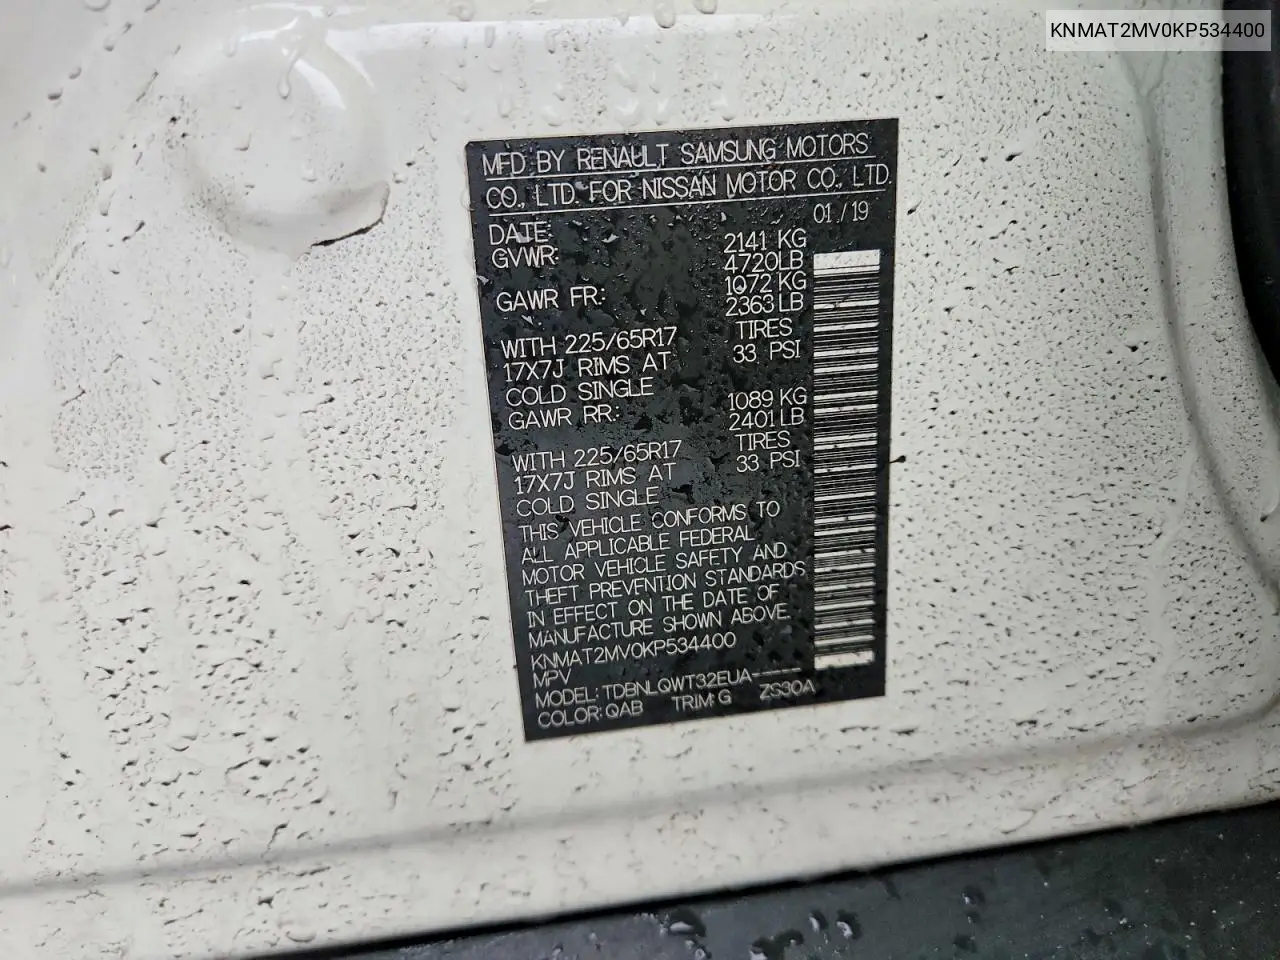 KNMAT2MV0KP534400
MFD BY RENAULT SAMSUNG MOTORS
CO., LTD. FOR NISSAN MOTOR CO., LTD.
DATE: 01/19
GVWR: 2141 KG
4720LB
GAWR FR: 1072 KG
2363LB
WITH 225/65R17 TIRES
17X7J RIMS AT 33 PSI
COLD SINGLE
GAWR RR: 1089 KG
2401LB
WITH 225/65R17 TIRES
17X7J RIMS AT 33 PSI
COLD SINGLE
THIS VEHICLE CONFORMS TO
ALL APPLICABLE FEDERAL
MOTOR VEHICLE SAFETY AND
THEFT PREVENTION STANDARDS
IN EFFECT ON THE DATE OF
MANUFACTURE SHOWN ABOVE.
KNMAT2MV0KP534400
MPV
MODEL: TDBNLQWT32EUA-----
COLOR: QAB TRIM: G ZS30A